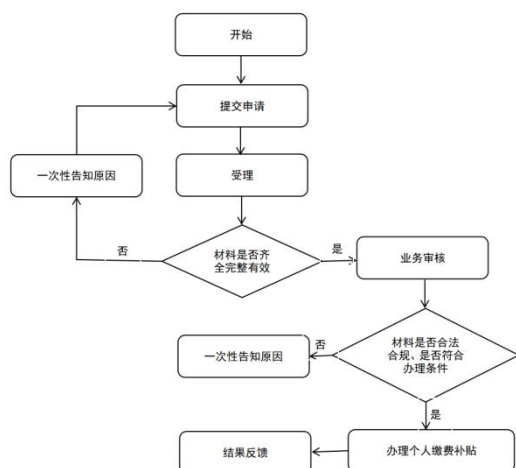 开始
提交申请
一次性告知原因
受理
否
材料是否齐
全完整有效
是
业务审核
一次性告知原因
否
材料是否合法
合规、是否符合
办理条件
是
结果反馈
办理个人缴费补贴